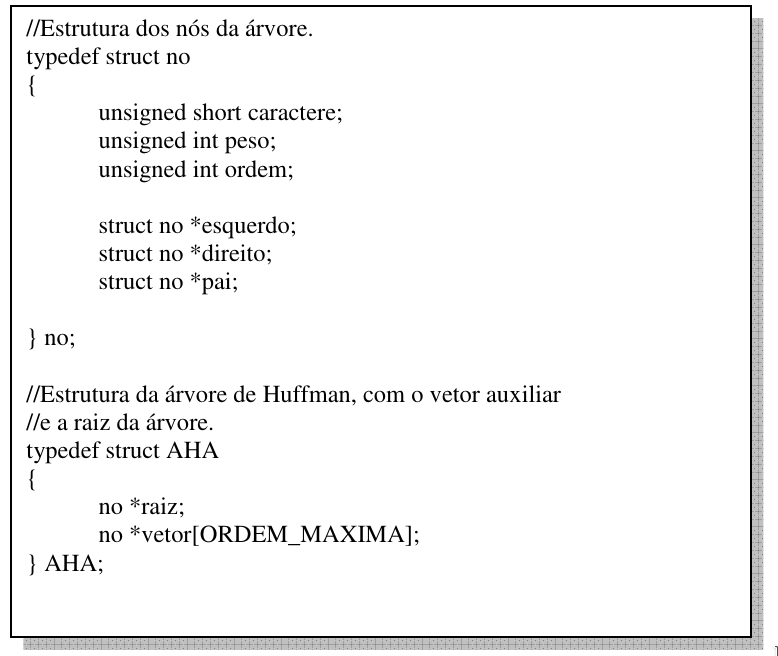 //Estrutura dos nós da árvore.
typedef struct no
{
unsigned short caractere;
unsigned int peso;
unsigned int ordem;
struct no *esquerdo;
struct no *direito;
struct no *pai;
} no;
//Estrutura da árvore de Huffman, com o vetor auxiliar
//e a raiz da árvore.
typedef struct AHA
{
no *raiz;
no *vetor[ORDEM_MAXIMA];
} AHA;